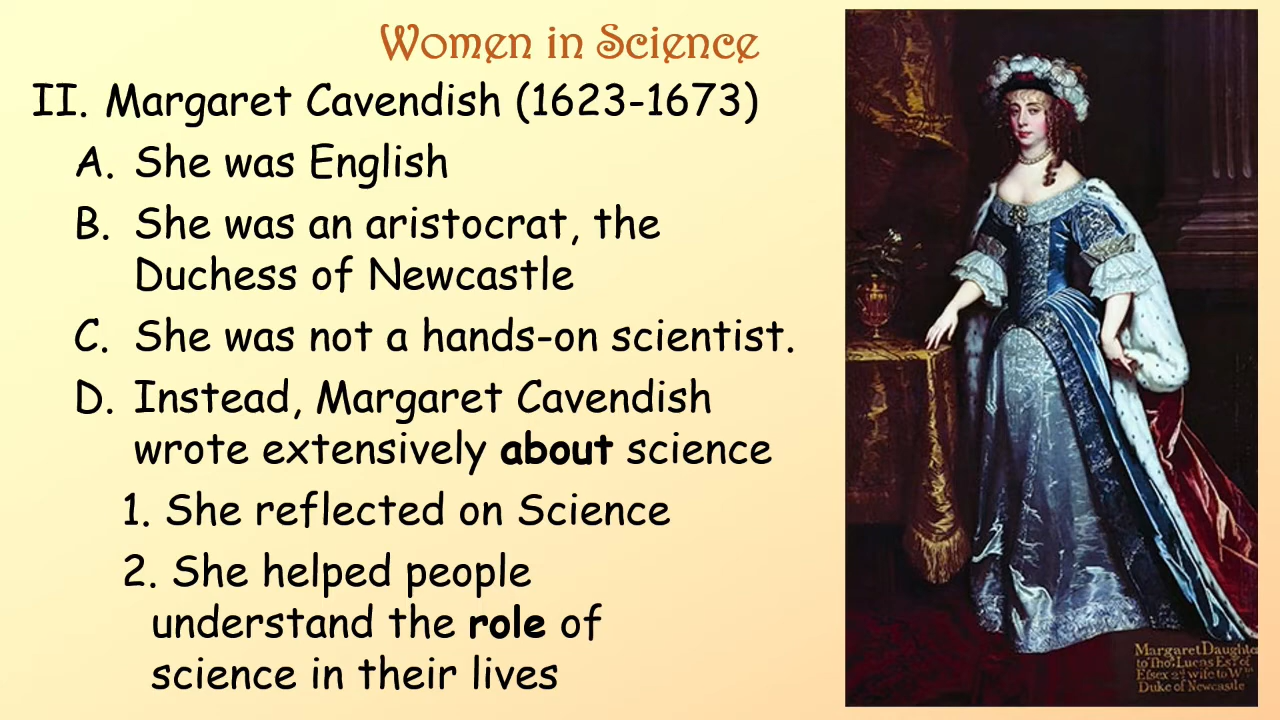 Women in Science
II. Margaret Cavendish (1623-1673)
A. She was English
B. She was an aristocrat, the
Duchess of Newcastle
C. She was not a hands-on scientist.
D. Instead, Margaret Cavendish
wrote extensively about science
1. She reflected on Science
2. She helped people
understand the role of
science in their lives
Margaret Daughter
to Tho: Lucas Esqr of
Essex 2d wife to Wm
Duke of Newcastle